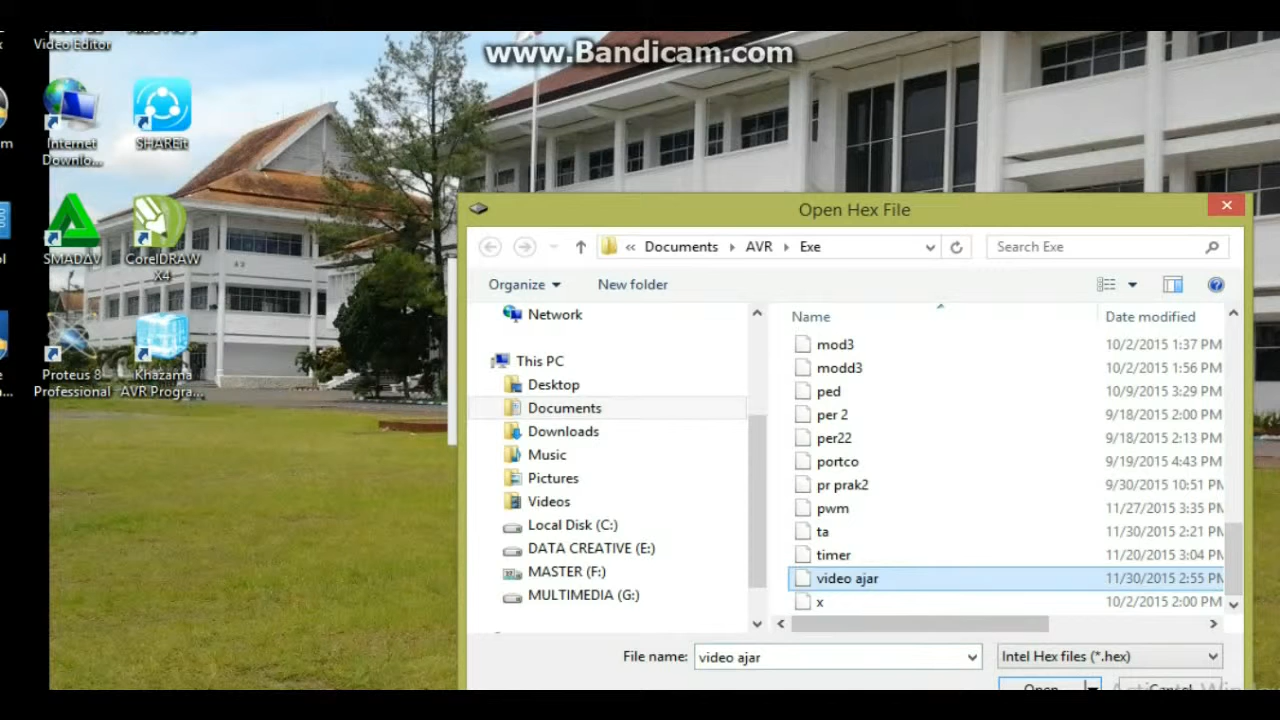 www.Bandicam.com
Video Editor
Internet
Downlo...
SHAREit
SMADΔV
CorelDRAW
X4
Proteus 8
Professional
Khazama
AVR Progra...
Open Hex File
« Documents AVR Exe
Search Exe
Organize
New folder
Network
This PC
Desktop
Documents
Downloads
Music
Pictures
Videos
Local Disk (C:)
DATA CREATIVE (E:)
MASTER (F:)
MULTIMEDIA (G:)
Name Date modified
mod3 10/2/2015 1:37 PM
modd3 10/2/2015 1:56 PM
ped 10/9/2015 3:29 PM
per 2 9/18/2015 2:00 PM
per22 9/18/2015 2:13 PM
portco 9/19/2015 4:43 PM
pr prak2 9/30/2015 10:51 PM
pwm 11/27/2015 3:35 PM
ta 11/30/2015 2:21 PM
timer 11/20/2015 3:04 PM
video ajar 11/30/2015 2:55 PM
x 10/2/2015 2:00 PM
File name: video ajar
Intel Hex files (*.hex)
Open Cancel